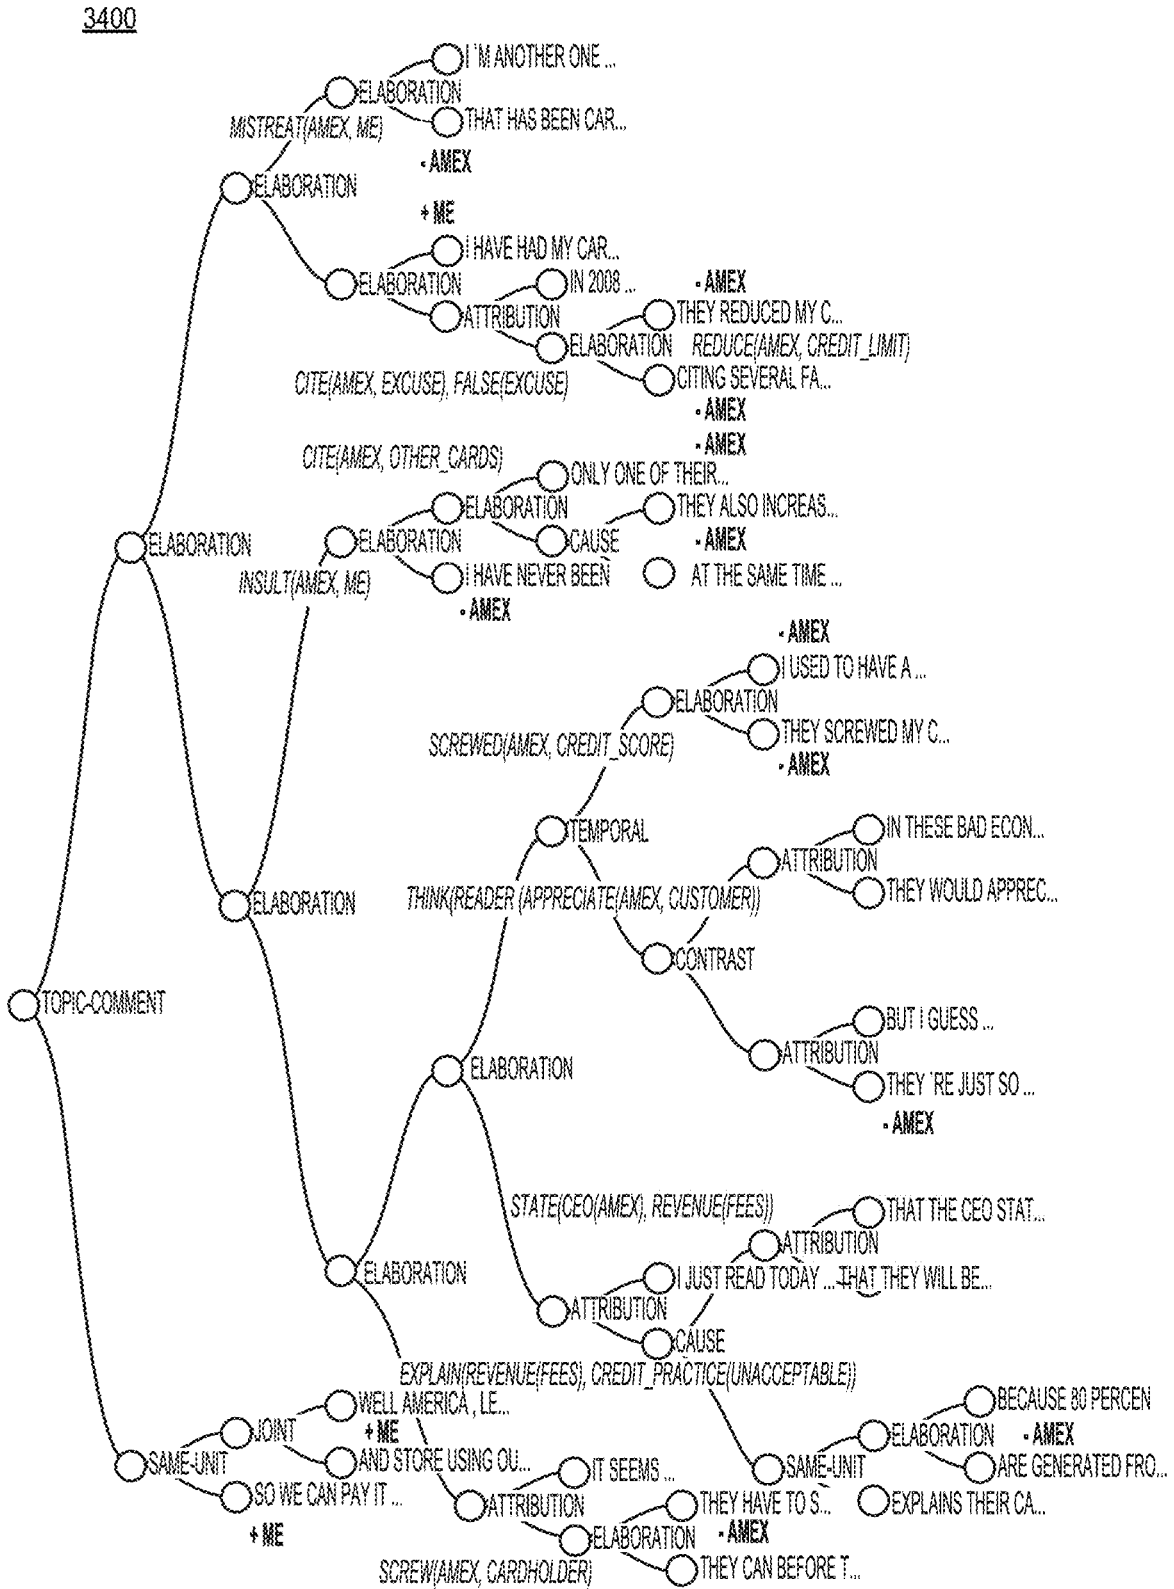 3400
I `M ANOTHER ONE ...
ELABORATION
THAT HAS BEEN CAR...
MISTREAT(AMEX, ME)
- AMEX
ELABORATION
+ ME
I HAVE HAD MY CAR...
ELABORATION
IN 2008 ...
- AMEX
ATTRIBUTION
THEY REDUCED MY C...
ELABORATION
REDUCE(AMEX, CREDIT_LIMIT)
CITE(AMEX, EXCUSE), FALSE(EXCUSE)
CITING SEVERAL FA...
- AMEX
- AMEX
CITE(AMEX, OTHER_CARDS)
ONLY ONE OF THEIR...
ELABORATION
THEY ALSO INCREAS...
ELABORATION
ELABORATION
CAUSE
- AMEX
INSULT(AMEX, ME)
I HAVE NEVER BEEN
AT THE SAME TIME ...
- AMEX
- AMEX
I USED TO HAVE A ...
ELABORATION
THEY SCREWED MY C...
SCREWED(AMEX, CREDIT_SCORE)
- AMEX
TEMPORAL
IN THESE BAD ECON...
ATTRIBUTION
THEY WOULD APPREC...
THINK(READER (APPRECIATE(AMEX, CUSTOMER))
ELABORATION
CONTRAST
TOPIC-COMMENT
BUT I GUESS ...
ATTRIBUTION
ELABORATION
THEY `RE JUST SO ...
- AMEX
STATE(CEO(AMEX), REVENUE(FEES))
THAT THE CEO STAT...
ATTRIBUTION
ELABORATION
I JUST READ TODAY ... THAT THEY WILL BE...
ATTRIBUTION
CAUSE
EXPLAIN(REVENUE(FEES), CREDIT_PRACTICE(UNACCEPTABLE))
WELL AMERICA , LE...
BECAUSE 80 PERCEN
JOINT
+ ME
ELABORATION
- AMEX
SAME-UNIT
AND STORE USING OU...
IT SEEMS ...
SAME-UNIT
ARE GENERATED FRO...
SO WE CAN PAY IT ...
ATTRIBUTION
THEY HAVE TO S...
EXPLAINS THEIR CA...
+ ME
ELABORATION
- AMEX
SCREW(AMEX, CARDHOLDER)
THEY CAN BEFORE T...